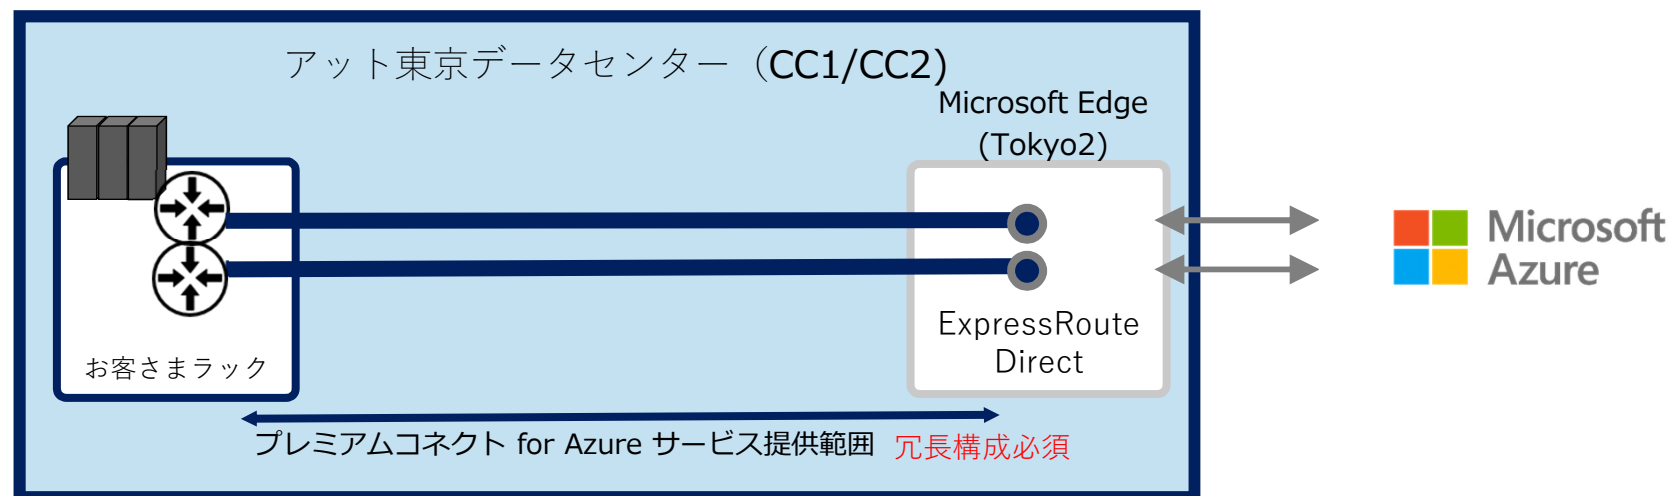 アット東京データセンター（CC1/CC2)
Microsoft Edge
(Tokyo2)
Microsoft
Azure
ExpressRoute
Direct
お客さまラック
プレミアムコネクト for Azure サービス提供範囲 冗長構成必須